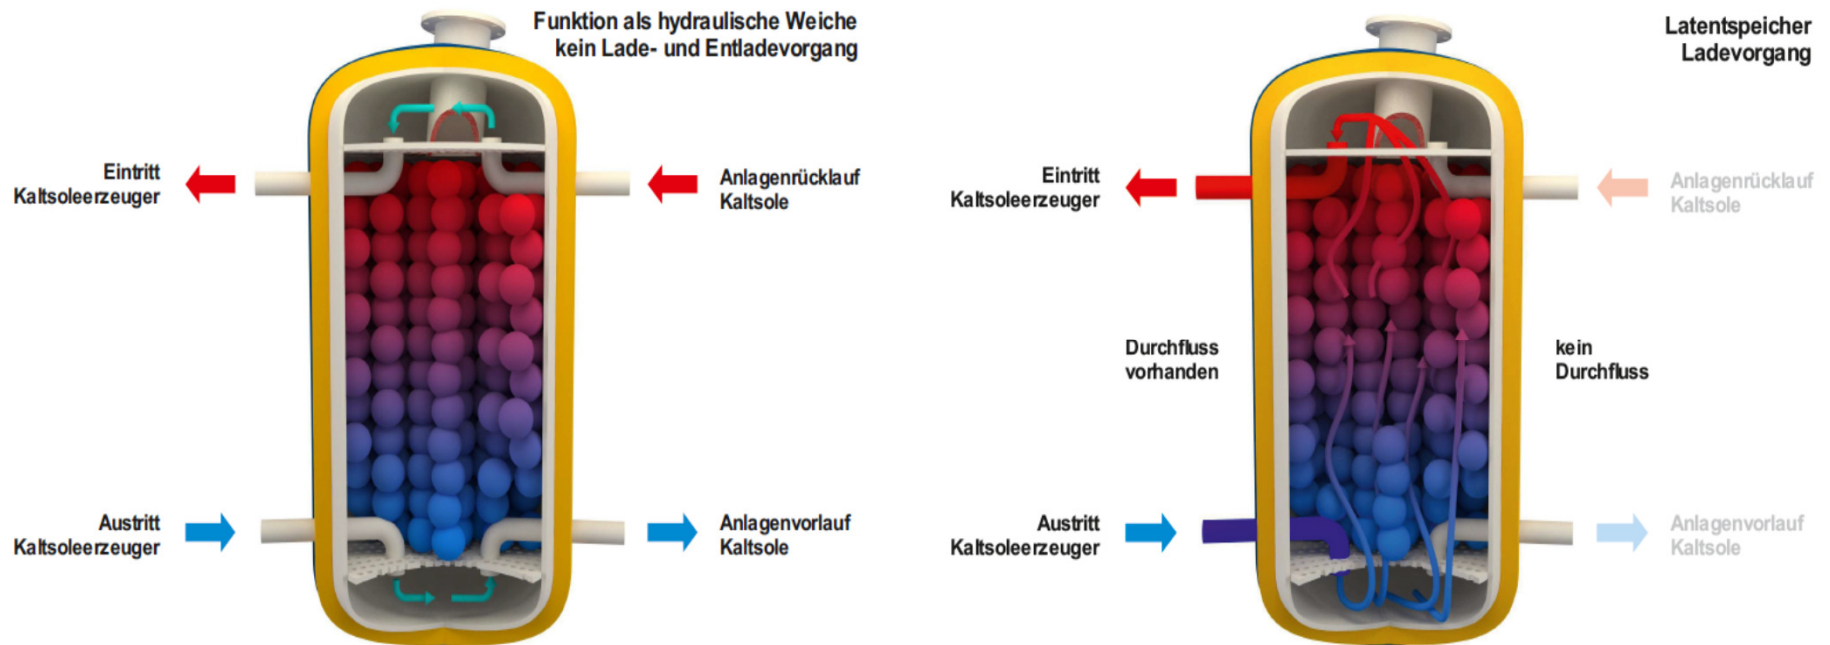 Funktion als hydraulische Weiche
kein Lade- und Entladevorgang
Eintritt
Kaltsoleerzeuger
Anlagenrücklauf
Kaltsole
Austritt
Kaltsoleerzeuger
Anlagenvorlauf
Kaltsole
Latentspeicher
Ladevorgang
Eintritt
Kaltsoleerzeuger
Anlagenrücklauf
Kaltsole
Durchfluss
vorhanden
kein
Durchfluss
Austritt
Kaltsoleerzeuger
Anlagenvorlauf
Kaltsole